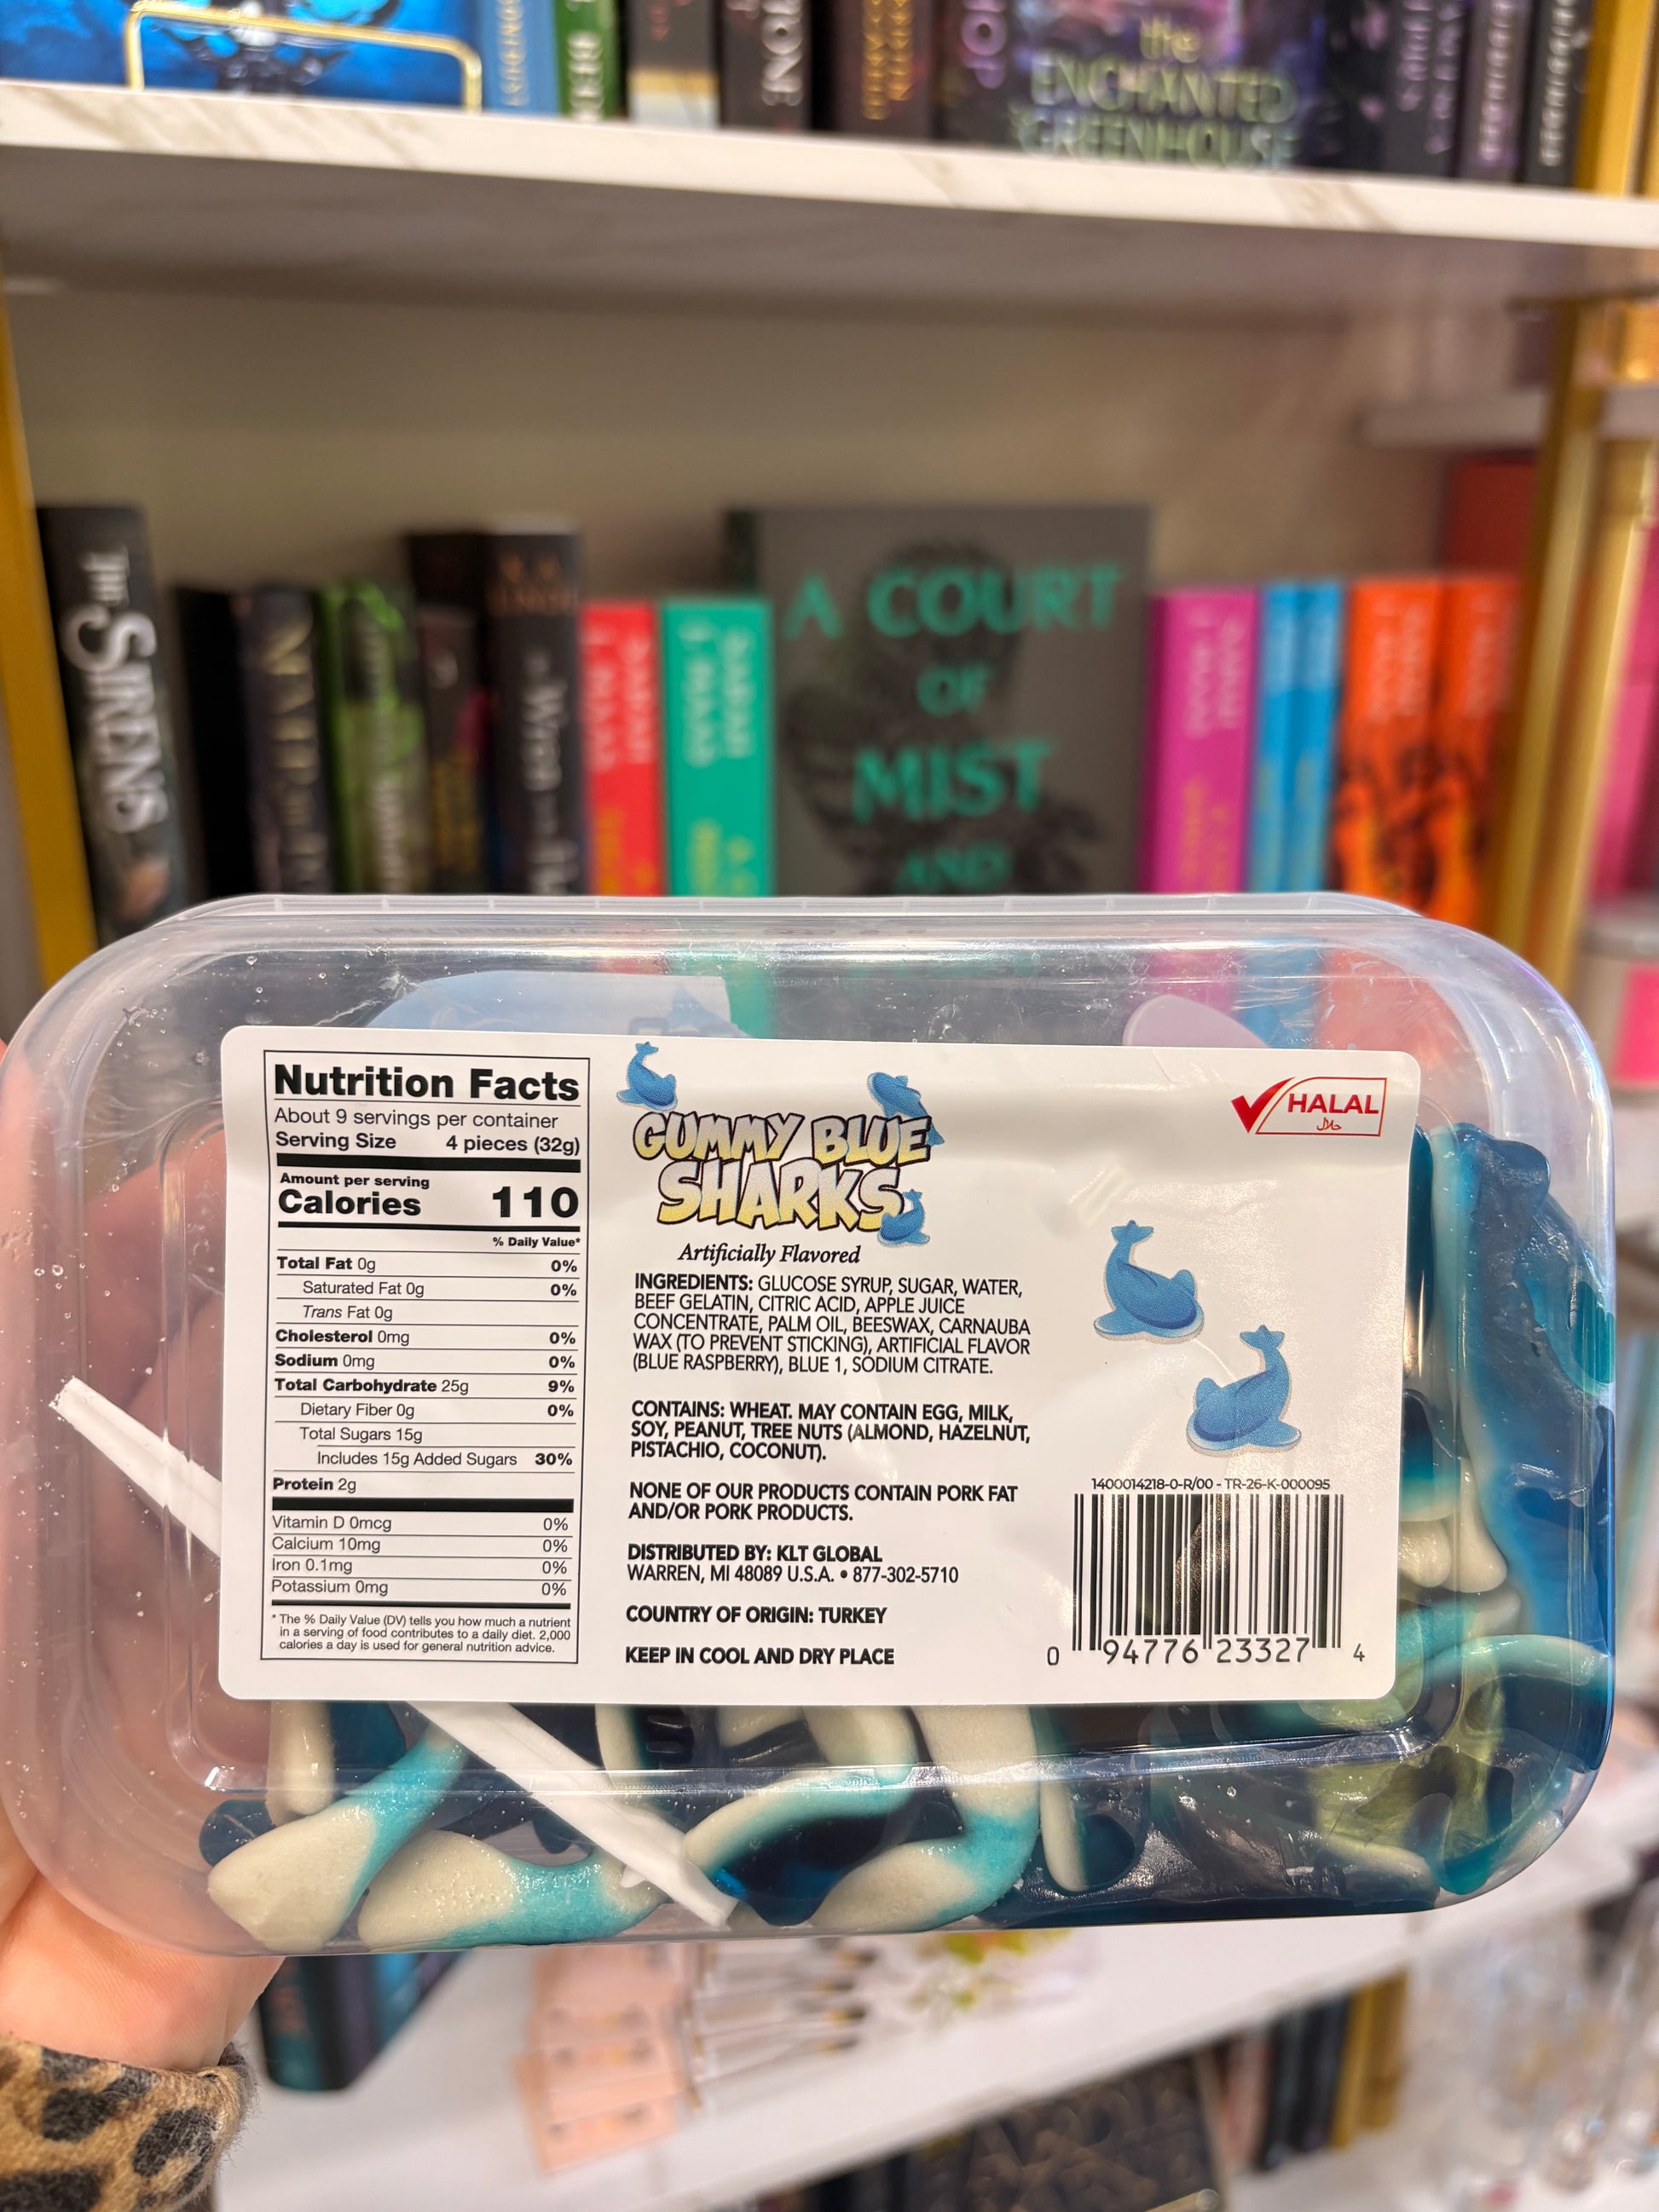 the
ENCHANTED
GREENHOUSE
THE
SIRENS
SARAH
J. MAAS
SARAH
J. MAAS
A COURT
OF
MIST
AND
Nutrition Facts
About 9 servings per container
Serving Size 4 pieces (32g)
Amount per serving
Calories 110
% Daily Value*
Total Fat 0g 0%
Saturated Fat 0g 0%
Trans Fat 0g
Cholesterol 0mg 0%
Sodium 0mg 0%
Total Carbohydrate 25g 9%
Dietary Fiber 0g 0%
Total Sugars 15g
Includes 15g Added Sugars 30%
Protein 2g
Vitamin D 0mcg 0%
Calcium 10mg 0%
Iron 0.1mg 0%
Potassium 0mg 0%
* The % Daily Value (DV) tells you how much a nutrient
in a serving of food contributes to a daily diet. 2,000
calories a day is used for general nutrition advice.
GUMMY BLUE
SHARKS
Artificially Flavored
INGREDIENTS: GLUCOSE SYRUP, SUGAR, WATER,
BEEF GELATIN, CITRIC ACID, APPLE JUICE
CONCENTRATE, PALM OIL, BEESWAX, CARNAUBA
WAX (TO PREVENT STICKING), ARTIFICIAL FLAVOR
(BLUE RASPBERRY), BLUE 1, SODIUM CITRATE.
CONTAINS: WHEAT. MAY CONTAIN EGG, MILK,
SOY, PEANUT, TREE NUTS (ALMOND, HAZELNUT,
PISTACHIO, COCONUT).
NONE OF OUR PRODUCTS CONTAIN PORK FAT
AND/OR PORK PRODUCTS.
DISTRIBUTED BY: KLT GLOBAL
WARREN, MI 48089 U.S.A. • 877-302-5710
COUNTRY OF ORIGIN: TURKEY
KEEP IN COOL AND DRY PLACE
HALAL
حلال
1400014218-0-R/00 - TR-26-K-000095
0 94776 23327 4